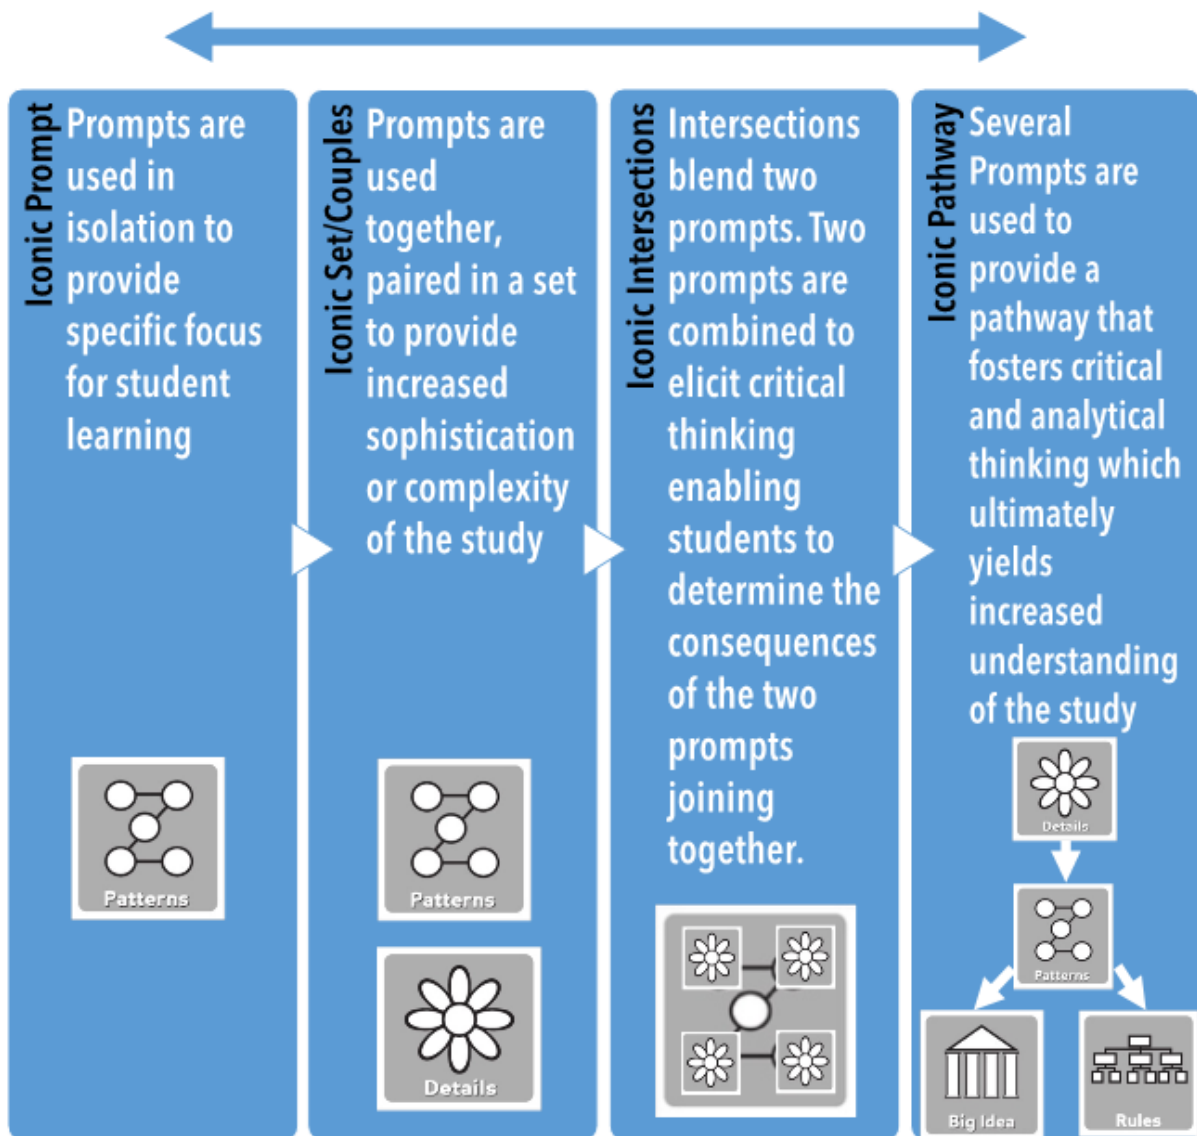 Iconic Prompt
Prompts are
used in
isolation to
provide
specific focus
for student
learning
Patterns
Iconic Set/Couples
Prompts are
used
together,
paired in a set
to provide
increased
sophistication
or complexity
of the study
Patterns
Details
Iconic Intersections
Intersections
blend two
prompts. Two
prompts are
combined to
elicit critical
thinking
enabling
students to
determine the
consequences
of the two
prompts
joining
together.
Iconic Pathway
Several
Prompts are
used to
provide a
pathway that
fosters critical
and analytical
thinking which
ultimately
yields
increased
understanding
of the study
Details
Patterns
Big Idea
Rules